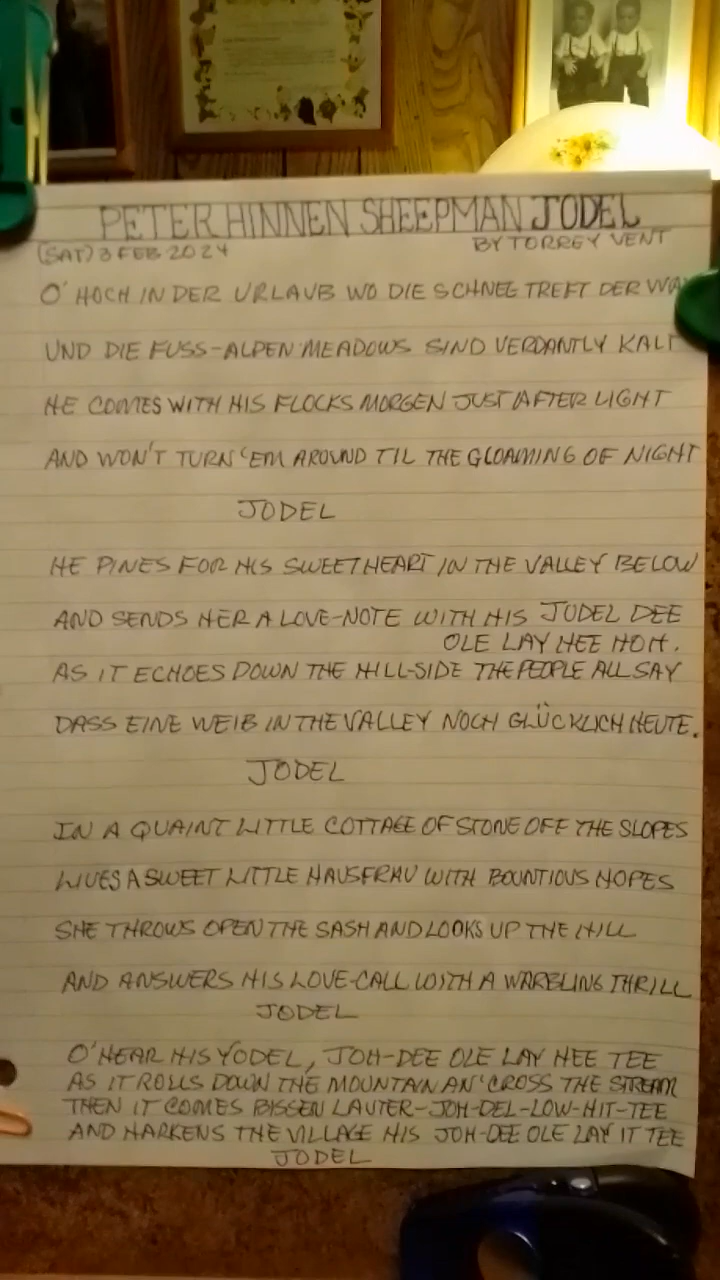 PETER HINNEN SHEEPMAN JODEL
(SAT) 3 FEB 2024 BY TORREY VENT
O' HOCH IN DER URLAUB WO DIE SCHNEE TREFT DER
UND DIE FUSS-ALPEN MEADOWS SIND VERDANTLY KALT
HE COMES WITH HIS FLOCKS MORGEN JUST AFTER LIGHT
AND WON'T TURN 'EM AROUND TIL THE GLOAMING OF NIGHT
JODEL
HE PINES FOR HIS SWEETHEART IN THE VALLEY BELOW
AND SENDS HER A LOVE-NOTE WITH HIS JODEL DEE
OLE LAY HEE HOH.
AS IT ECHOES DOWN THE HILL-SIDE THE PEOPLE ALL SAY
DASS EINE WEIB IN THE VALLEY NOCH GLÜCKLICH HEUTE.
JODEL
IN A QUAINT LITTLE COTTAGE OF STONE OFF THE SLOPES
LIVES A SWEET LITTLE HAUSFRAU WITH BOUNTIOUS HOPES
SHE THROWS OPEN THE SASH AND LOOKS UP THE HILL
AND ANSWERS HIS LOVE-CALL WITH A WARBLING THRILL
JODEL
O' HEAR HIS YODEL, JOH-DEE OLE LAY HEE TEE
AS IT ROLLS DOWN THE MOUNTAIN AN' CROSS THE STREAM
THEN IT COMES BISSEN LAUTER-JOH-DEL-LOW-HIT-TEE
AND HARKENS THE VILLAGE HIS JOH-DEE OLE LAY IT TEE
JODEL